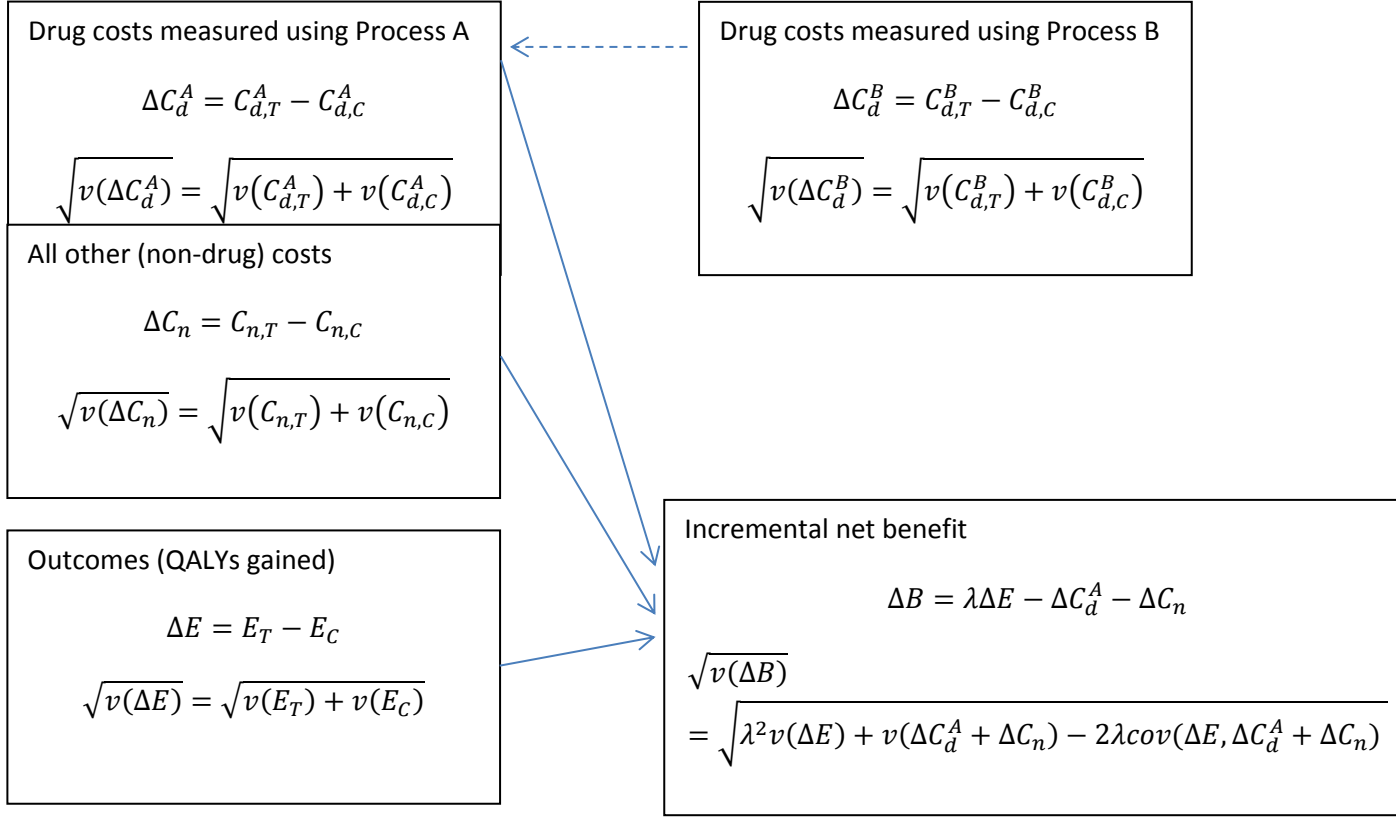 Drug costs measured using Process A
ΔC_d^A = C_{d,T}^A − C_{d,C}^A
√v(ΔC_d^A) = √v(C_{d,T}^A) + v(C_{d,C}^A)
All other (non-drug) costs
ΔC_n = C_{n,T} − C_{n,C}
√v(ΔC_n) = √v(C_{n,T}) + v(C_{n,C})
Outcomes (QALYs gained)
ΔE = E_T − E_C
√v(ΔE) = √v(E_T) + v(E_C)
Drug costs measured using Process B
ΔC_d^B = C_{d,T}^B − C_{d,C}^B
√v(ΔC_d^B) = √v(C_{d,T}^B) + v(C_{d,C}^B)
Incremental net benefit
ΔB = λΔE − ΔC_d^A − ΔC_n
√v(ΔB)
= √λ²v(ΔE) + v(ΔC_d^A + ΔC_n) − 2λcov(ΔE, ΔC_d^A + ΔC_n)